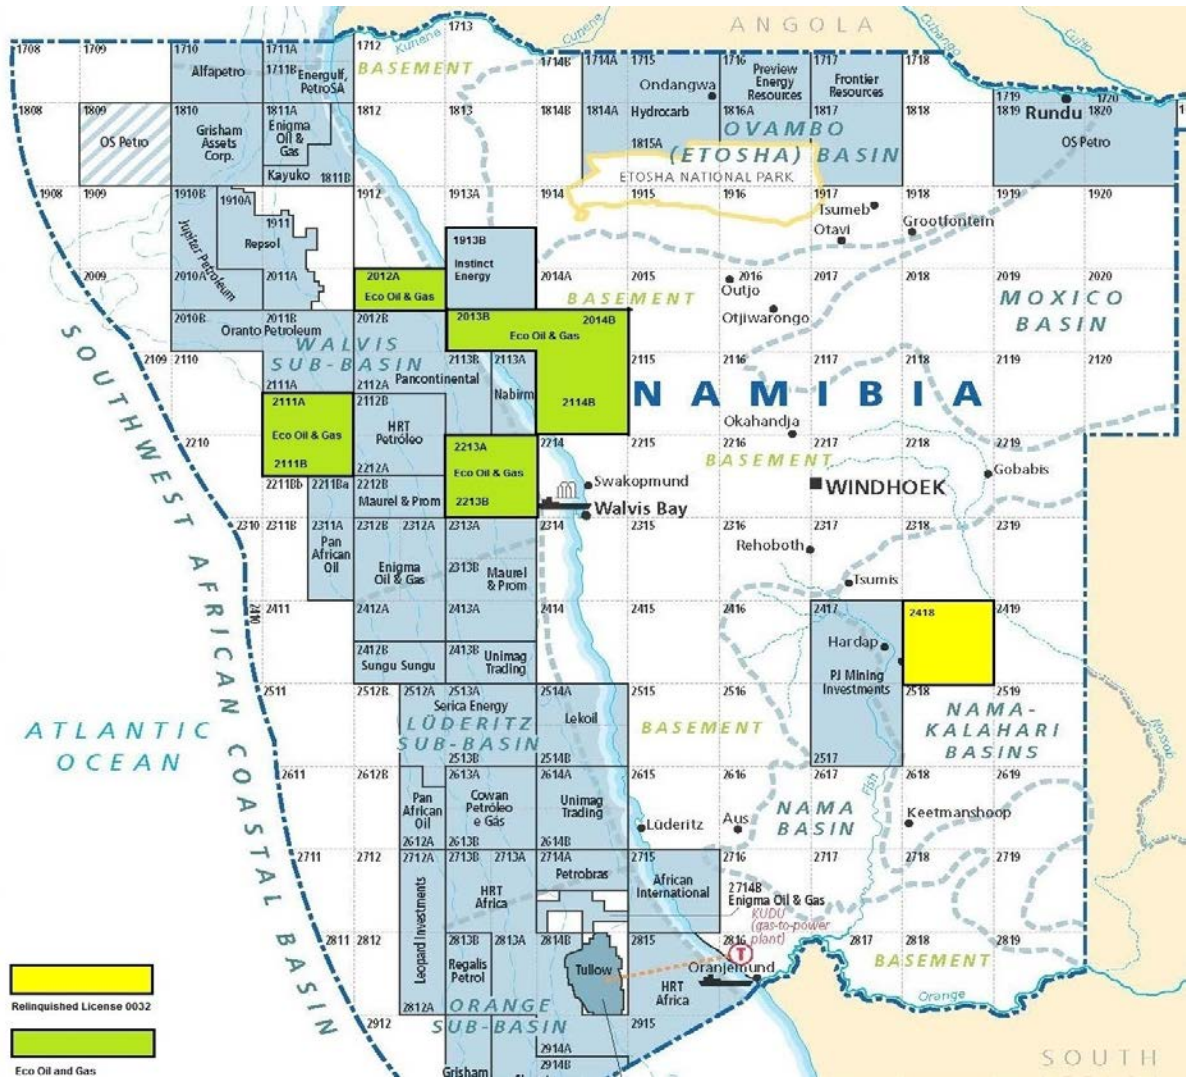 ANGOLA
1708
1709
1710
1711A
1712
1713
1714B
1714A
1715
1716
1717
Kunene
Cunene
Cubango
Cuito
Alfapetro
1711B
Energulf,
PetroSA
BASEMENT
Ondangwa
Preview
Energy
Resources
Frontier
Resources
1719
1720
Rundu
1808
1809
1810
1811A
1812
1813
1814B
1814A
Hydrocarb
1816A
1817
1818
1820
OS Petro
Grisham
Assets
Corp.
Enigma
Oil &
Gas
1815A
OVAMBO
(ETOSHA) BASIN
OS Petro
Kayuko
1811B
ETOSHA NATIONAL PARK
1908
1909
1910B
1910A
1911
1912
1913A
1914
1915
1916
1917
1918
1919
1920
Tsumeb
Grootfontein
Otavi
Jupiter Petroleum
Repsol
1913B
Instinct
Energy
2009
2010A
2011A
2012A
Eco Oil & Gas
2014A
2015
2016
2017
2018
2019
2020
Outjo
BASEMENT
Otjiwarongo
MOXICO
BASIN
2010B
2011B
2012B
2013B
2014B
Oranto Petroleum
Eco Oil & Gas
WALVIS
SUB-BASIN
2109
2110
2113B
2113A
2115
2116
2117
2118
2119
2120
2111A
2112A
Pancontinental
Nabirm
2114B
NAMIBIA
2111A
2112B
Okahandja
Eco Oil & Gas
HRT
Petróleo
2210
2111B
2212A
2213A
2214
2215
2216
2217
2218
2219
BASEMENT
Gobabis
Eco Oil & Gas
2211Bb
2211Ba
2212B
Maurel & Prom
2213B
Swakopmund
WINDHOEK
Walvis Bay
2310
2311B
2311A
2312B
2312A
2313A
2314
2315
2316
2317
2318
2319
Pan
African
Oil
Rehoboth
Enigma
Oil & Gas
2313B
Maurel
& Prom
Tsumis
2410
2411
2412A
2413A
2414
2415
2416
2417
2418
2419
Hardap
2412B
Sungu Sungu
2413B
Unimag
Trading
PJ Mining
Investments
2511
2512B
2512A
2513A
2514A
2515
2516
2518
2519
Serica Energy
Lekoil
LÜDERITZ
SUB-BASIN
BASEMENT
NAMA-
KALAHARI
BASINS
2513B
2514B
2517
Nossob
ATLANTIC
OCEAN
SOUTHWEST AFRICAN COASTAL BASIN
2611
2612B
2613A
2614A
2615
2616
2617
2618
2619
Pan
African
Oil
Cowan
Petróleo
e Gás
Unimag
Trading
Fish
NAMA
BASIN
Lüderitz
Aus
Keetmanshoop
2612A
2613B
2614B
2711
2712
2712A
2713B
2713A
2714A
2715
2716
2717
2718
2719
Petrobras
Leopard Investments
HRT
Africa
African
International
2714B
Enigma Oil & Gas
KUDU
(gas-to-power
plant)
2811
2812
2813B
2813A
2814B
2815
2816
2817
2818
2819
T
Regalis
Petrol
Tullow
Oranjemund
BASEMENT
HRT
Africa
Orange
Relinquished License 0032
2812A
ORANGE
SUB-BASIN
2912
2915
2914A
2914B
Grisham
SOUTH
Eco Oil and Gas